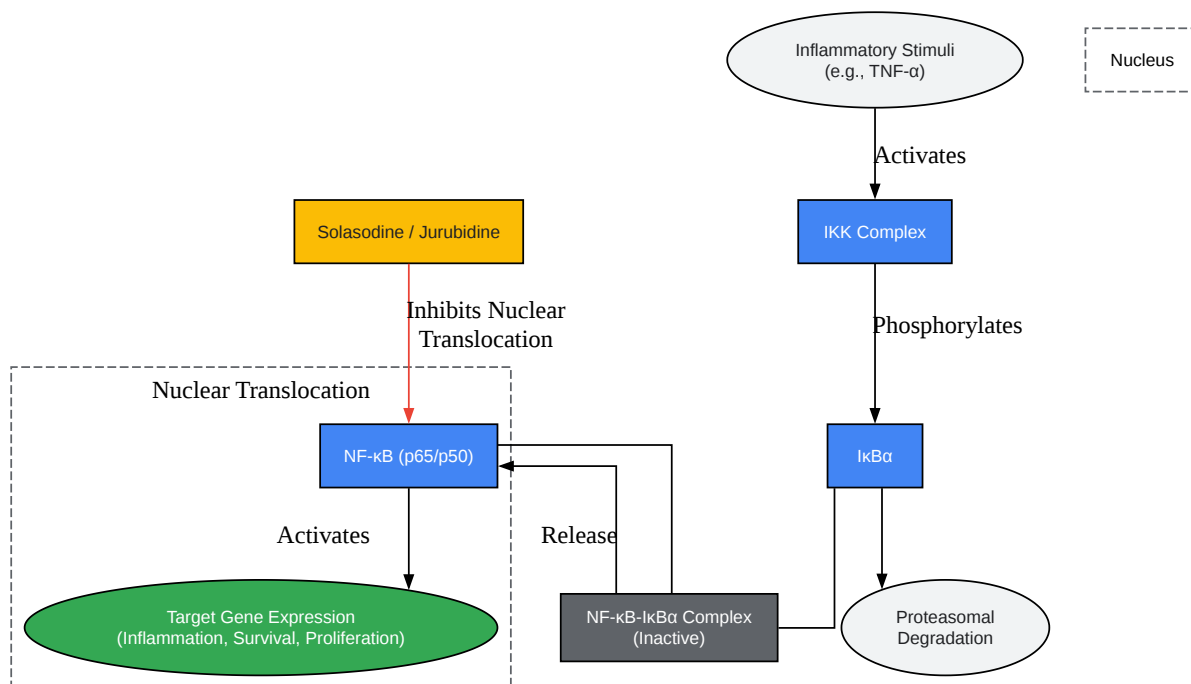 Inflammatory Stimuli
(e.g., TNF-α)
Nucleus
Activates
Solasodine / Jurubidine
IKK Complex
Inhibits Nuclear
Translocation
Phosphorylates
Nuclear Translocation
NF-κB (p65/p50)
IκBα
Activates
Release
Target Gene Expression
(Inflammation, Survival, Proliferation)
NF-κB-IκBα Complex
(Inactive)
Proteasomal
Degradation